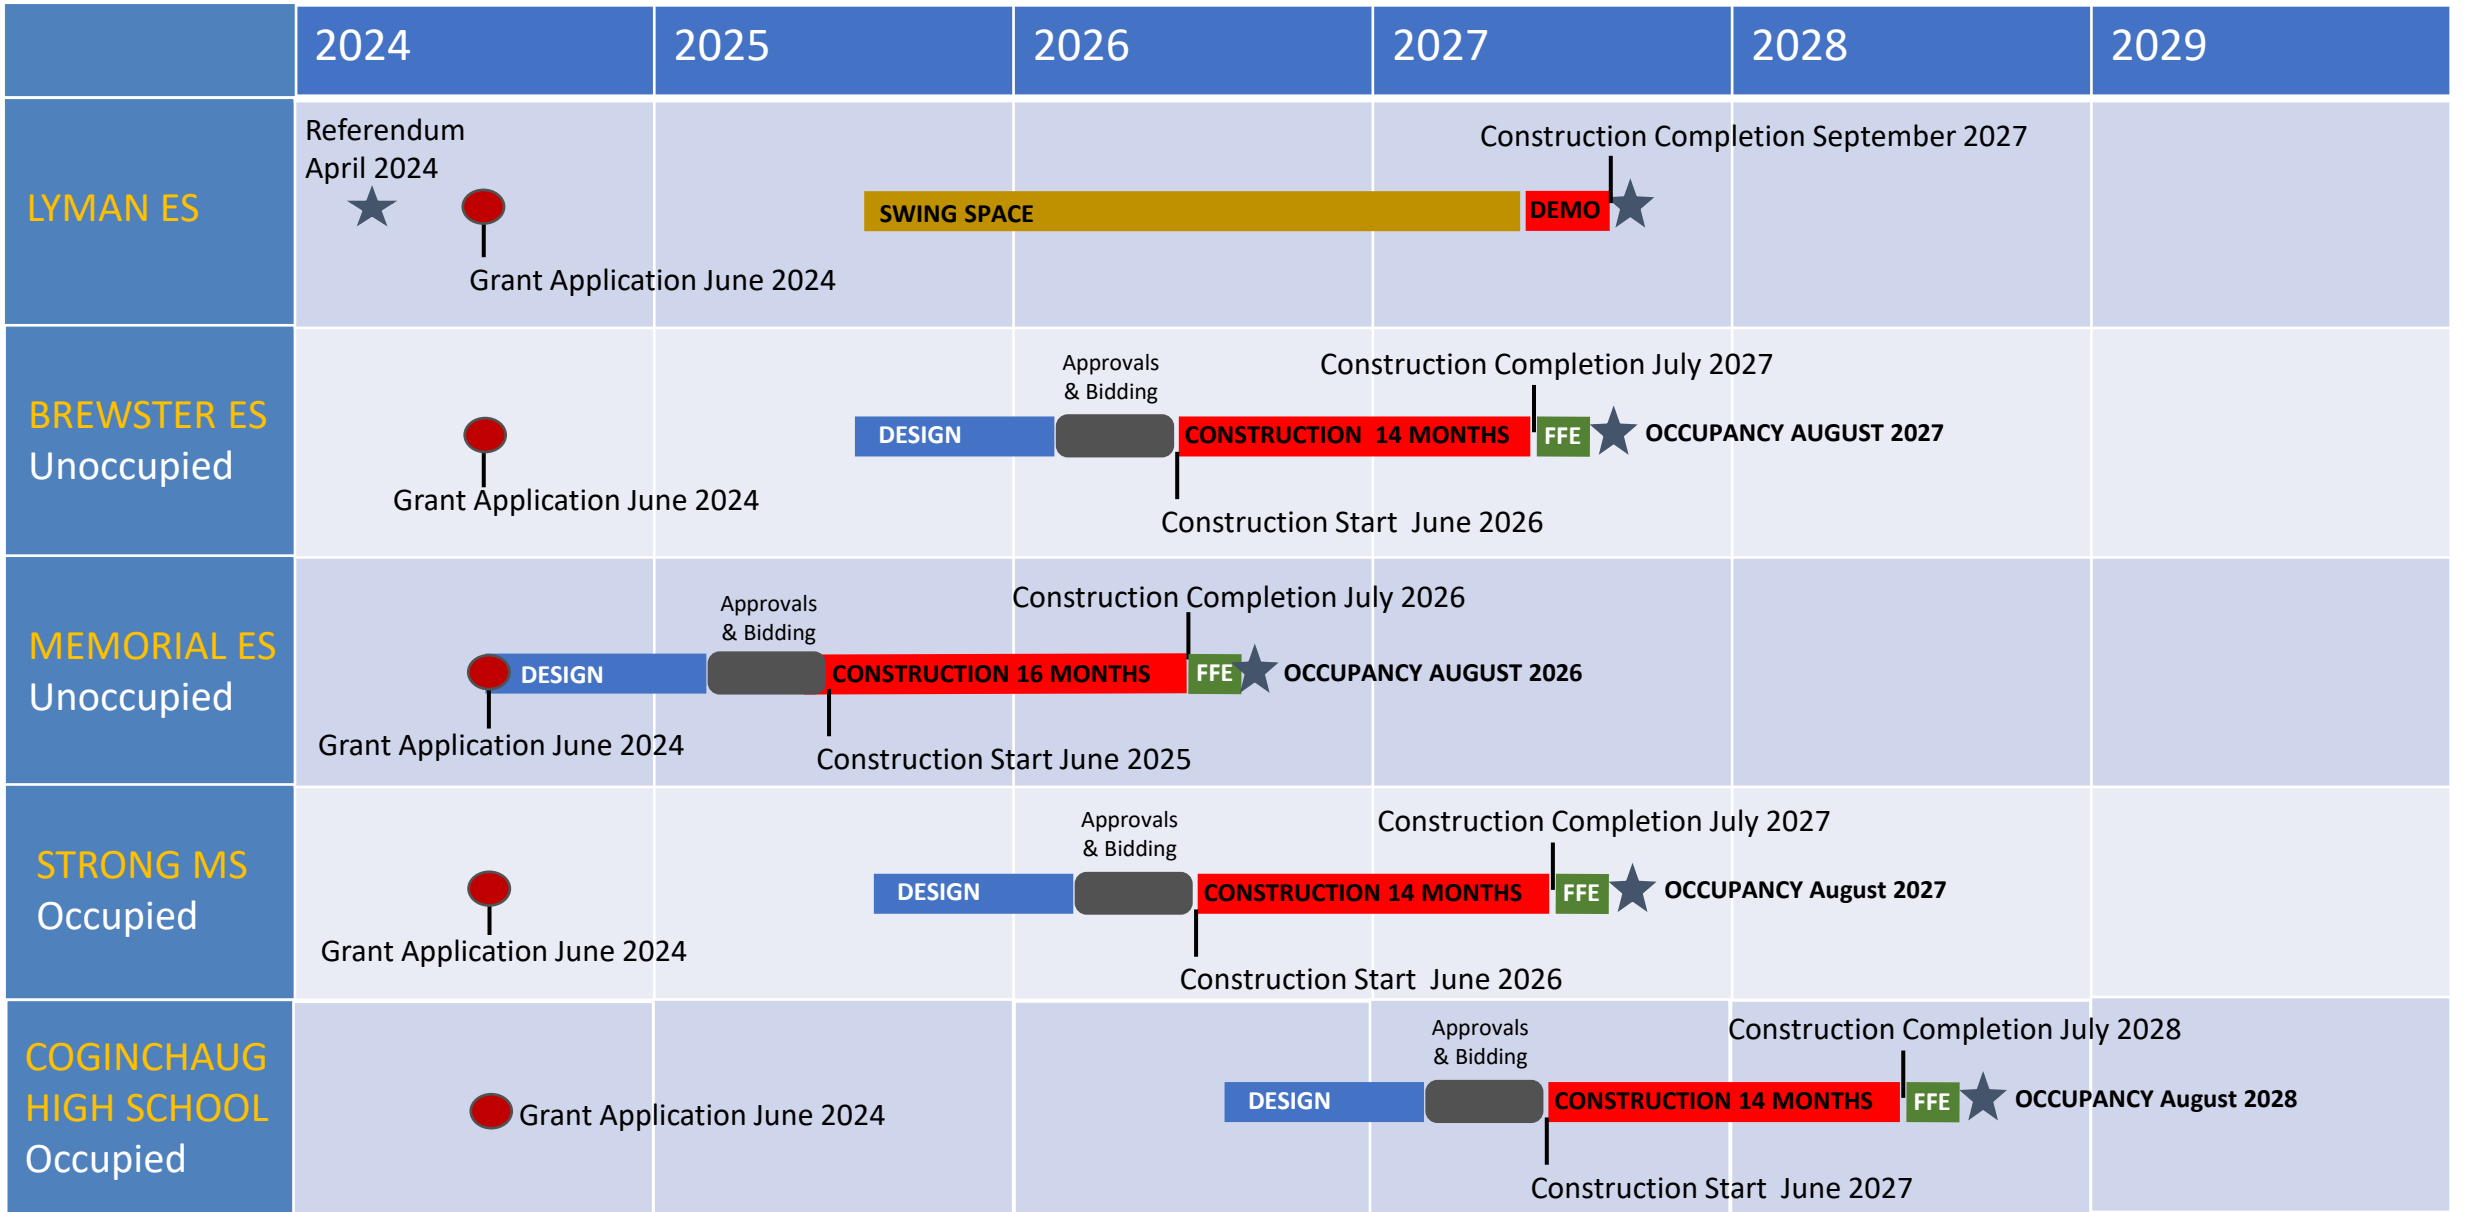 2024
2025
2026
2027
2028
2029
LYMAN ES
Referendum
April 2024
Grant Application June 2024
SWING SPACE
DEMO
Construction Completion September 2027
BREWSTER ES
Unoccupied
Grant Application June 2024
DESIGN
Approvals
& Bidding
CONSTRUCTION  14 MONTHS
Construction Start  June 2026
Construction Completion July 2027
FFE
OCCUPANCY AUGUST 2027
MEMORIAL ES
Unoccupied
Grant Application June 2024
DESIGN
Approvals
& Bidding
CONSTRUCTION 16 MONTHS
Construction Start June 2025
Construction Completion July 2026
FFE
OCCUPANCY AUGUST 2026
STRONG MS
Occupied
Grant Application June 2024
DESIGN
Approvals
& Bidding
CONSTRUCTION 14 MONTHS
Construction Start  June 2026
Construction Completion July 2027
FFE
OCCUPANCY August 2027
COGINCHAUG
HIGH SCHOOL
Occupied
Grant Application June 2024
DESIGN
Approvals
& Bidding
CONSTRUCTION 14 MONTHS
Construction Start  June 2027
Construction Completion July 2028
FFE
OCCUPANCY August 2028